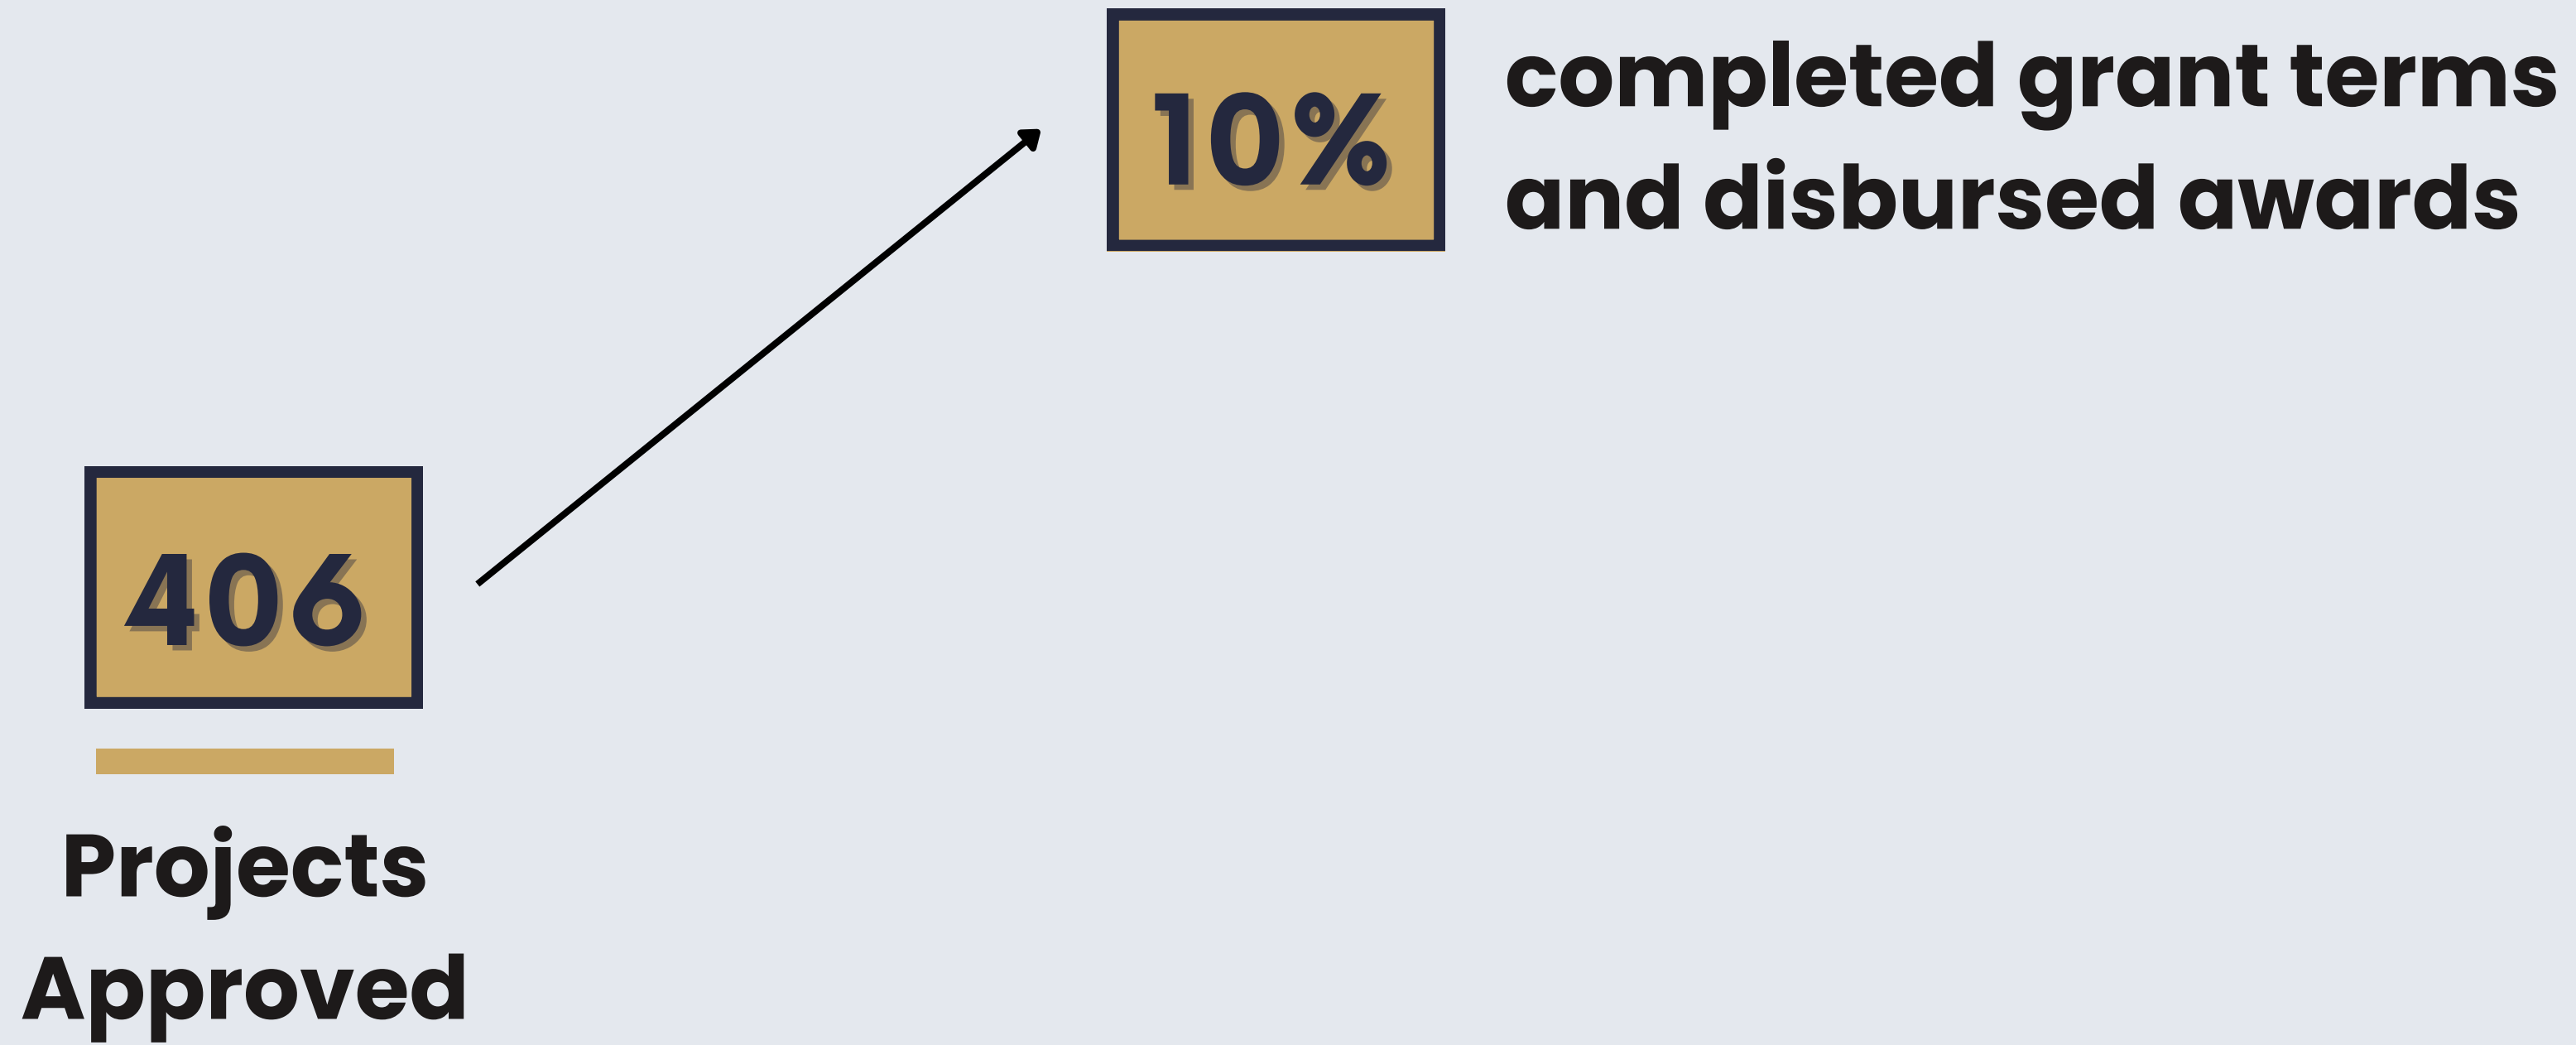 10%
completed grant terms
and disbursed awards
406
Projects
Approved